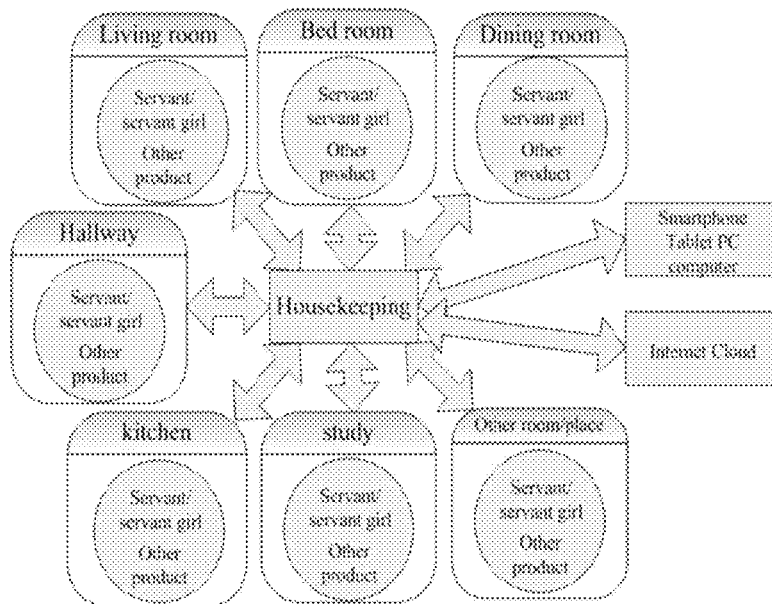 Living room
Servant/
servant girl
Other
product
Bed room
Servant/
servant girl
Other
product
Dining room
Servant/
servant girl
Other
product
Hallway
Servant/
servant girl
Other
product
Housekeeping
Smartphone
Tablet PC
computer
Internet Cloud
kitchen
Servant/
servant girl
Other
product
study
Servant/
servant girl
Other
product
Other room/place
Servant/
servant girl
Other
product